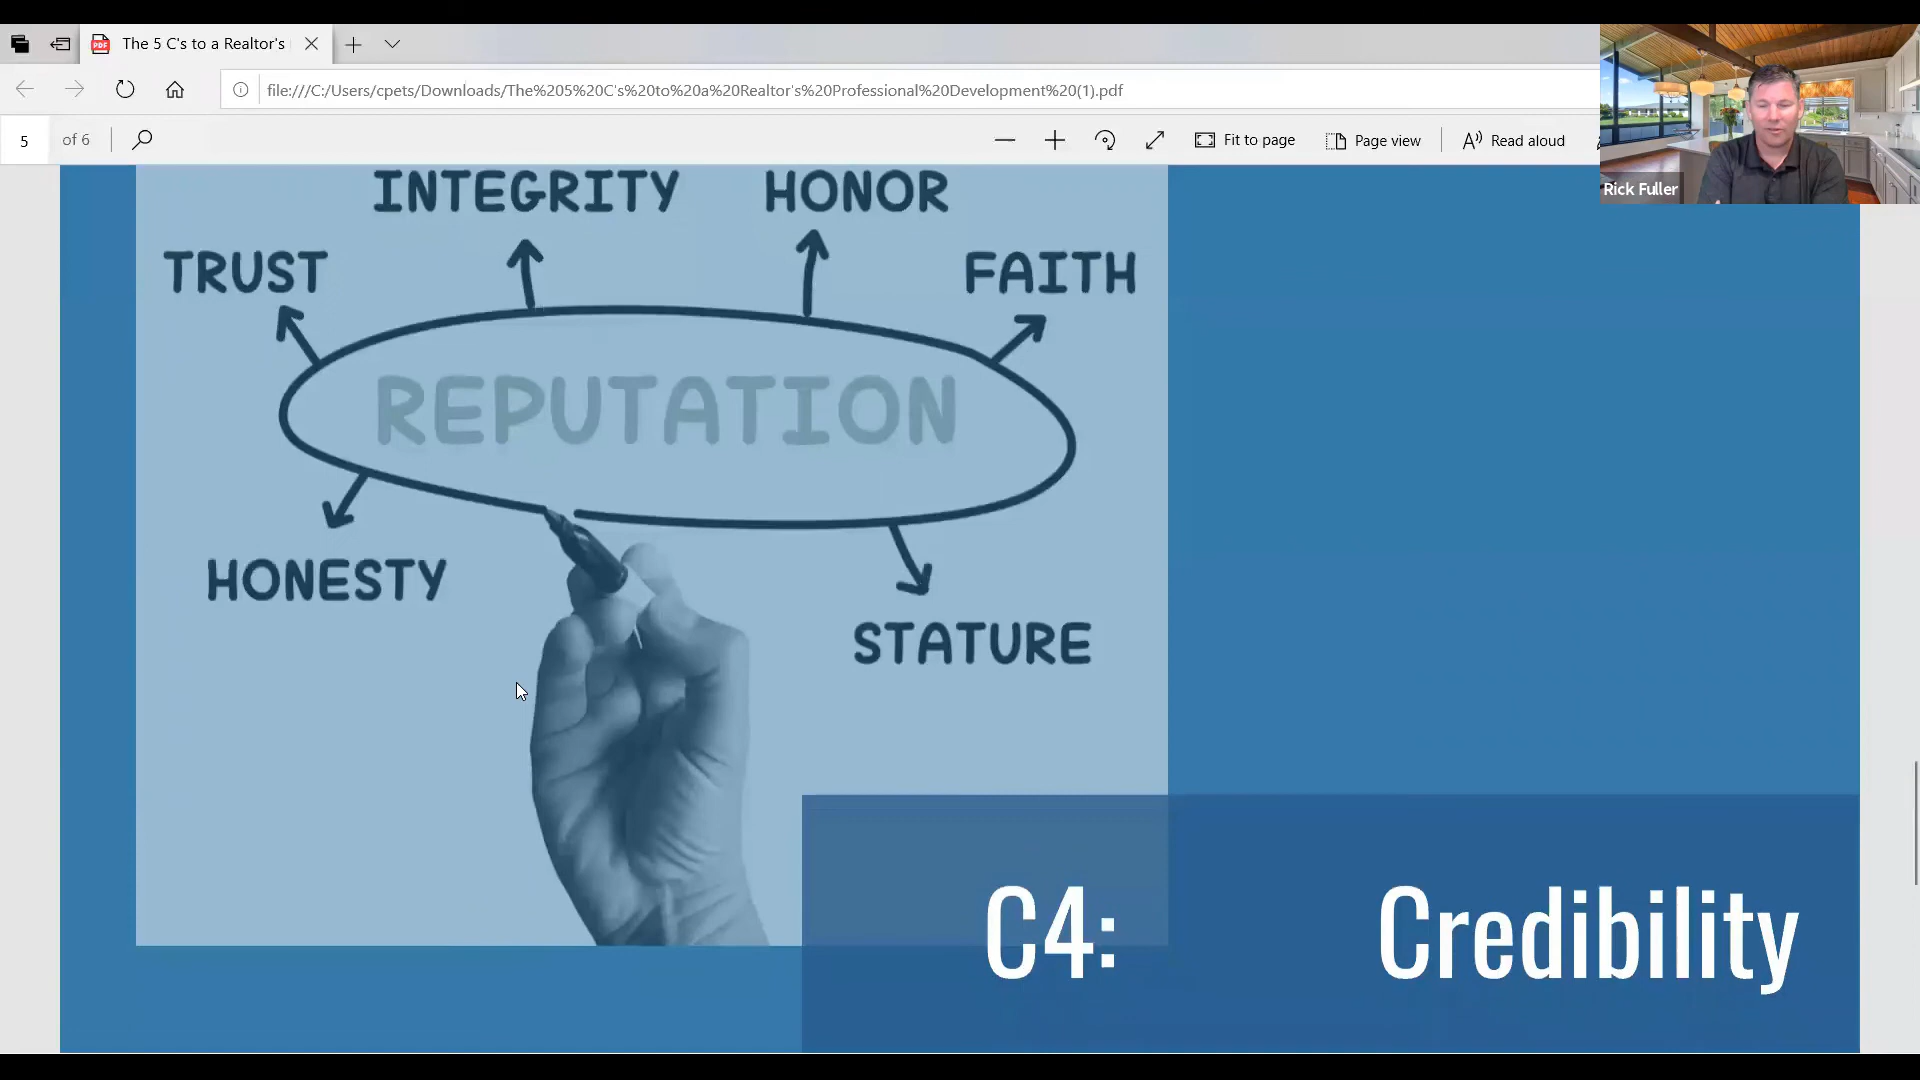 The 5 C's to a Realtor's
file:///C:/Users/cpets/Downloads/The%205%20C's%20to%20a%20Realtor's%20Professional%20Development%20(1).pdf
5 of 6
Fit to page
Page view
Read aloud
Rick Fuller
INTEGRITY HONOR
TRUST FAITH
REPUTATION
HONESTY
STATURE
C4: Credibility